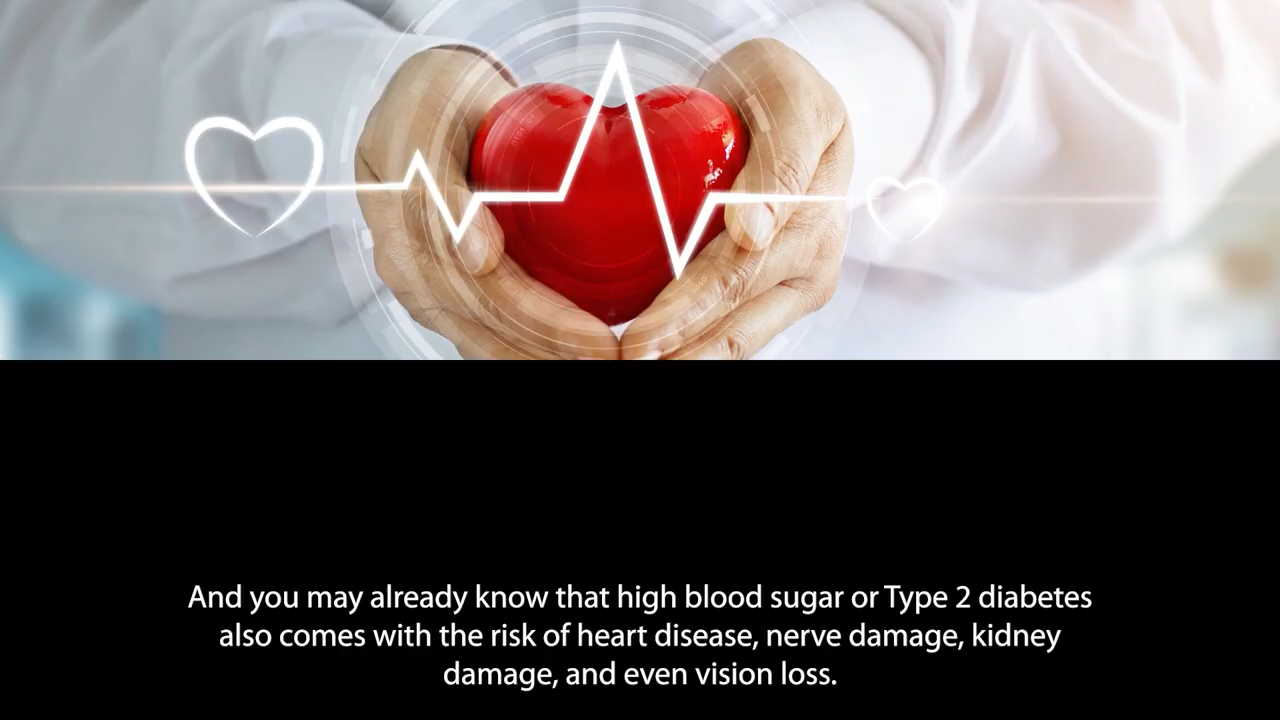 And you may already know that high blood sugar or Type 2 diabetes
also comes with the risk of heart disease, nerve damage, kidney
damage, and even vision loss.